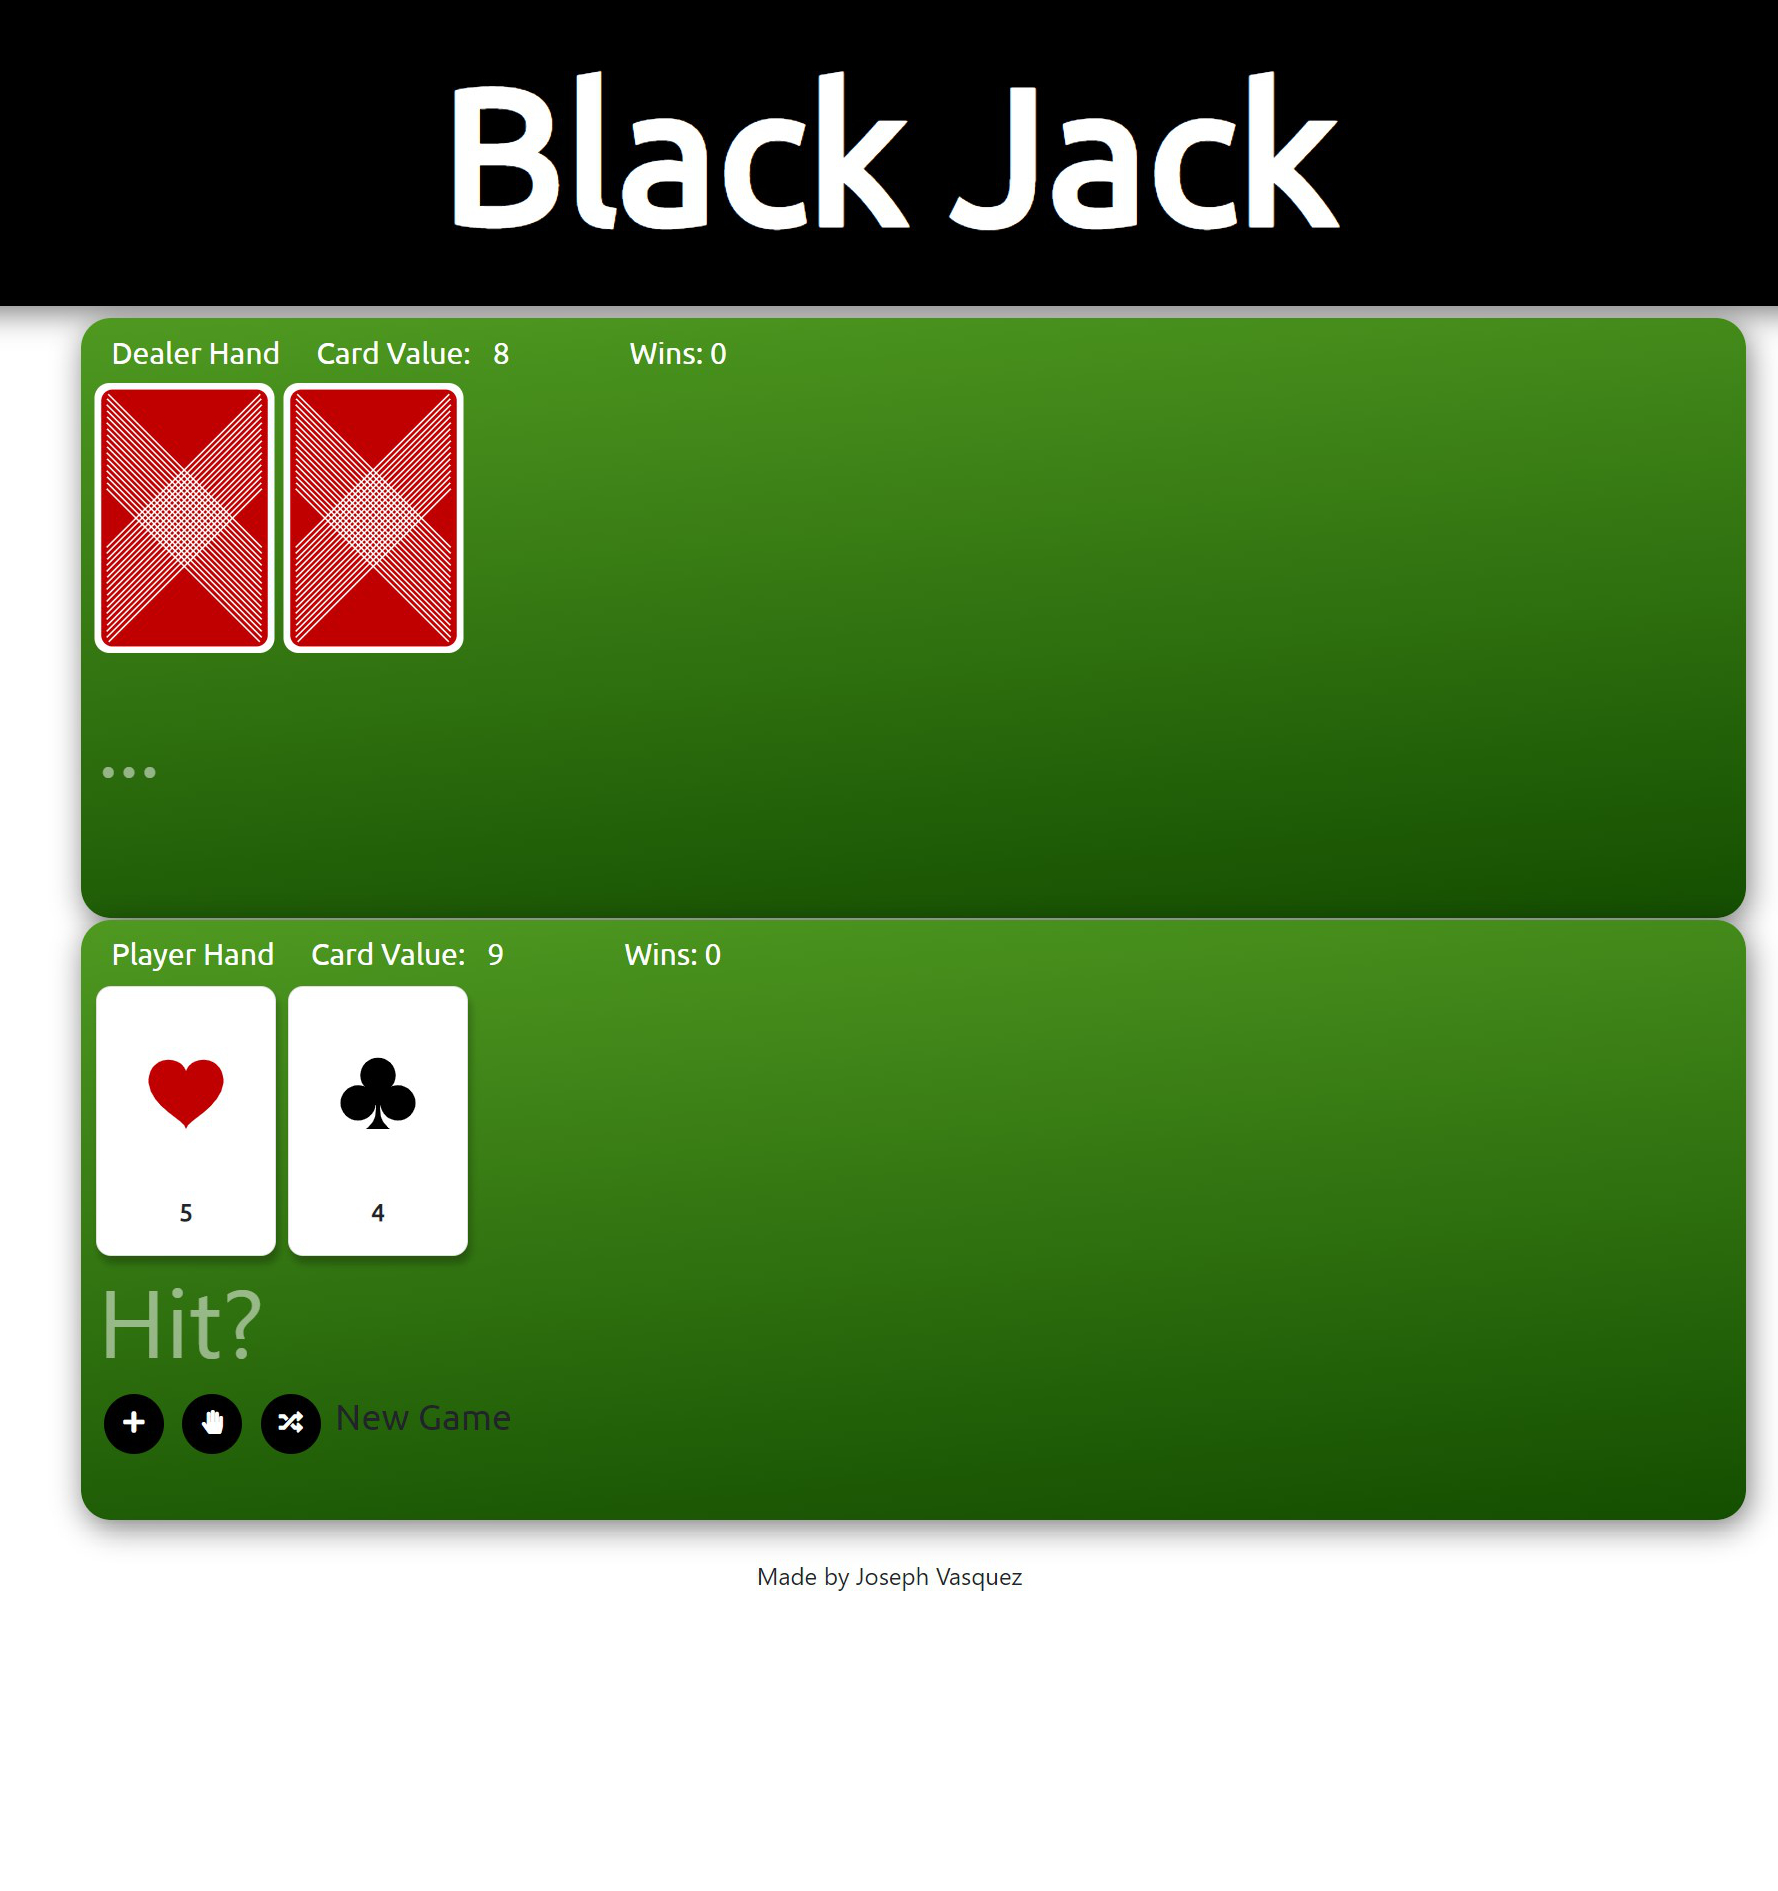 Black Jack
Dealer Hand Card Value: 8 Wins: 0
...
Player Hand Card Value: 9 Wins: 0
5 4
Hit?
New Game
Made by Joseph Vasquez